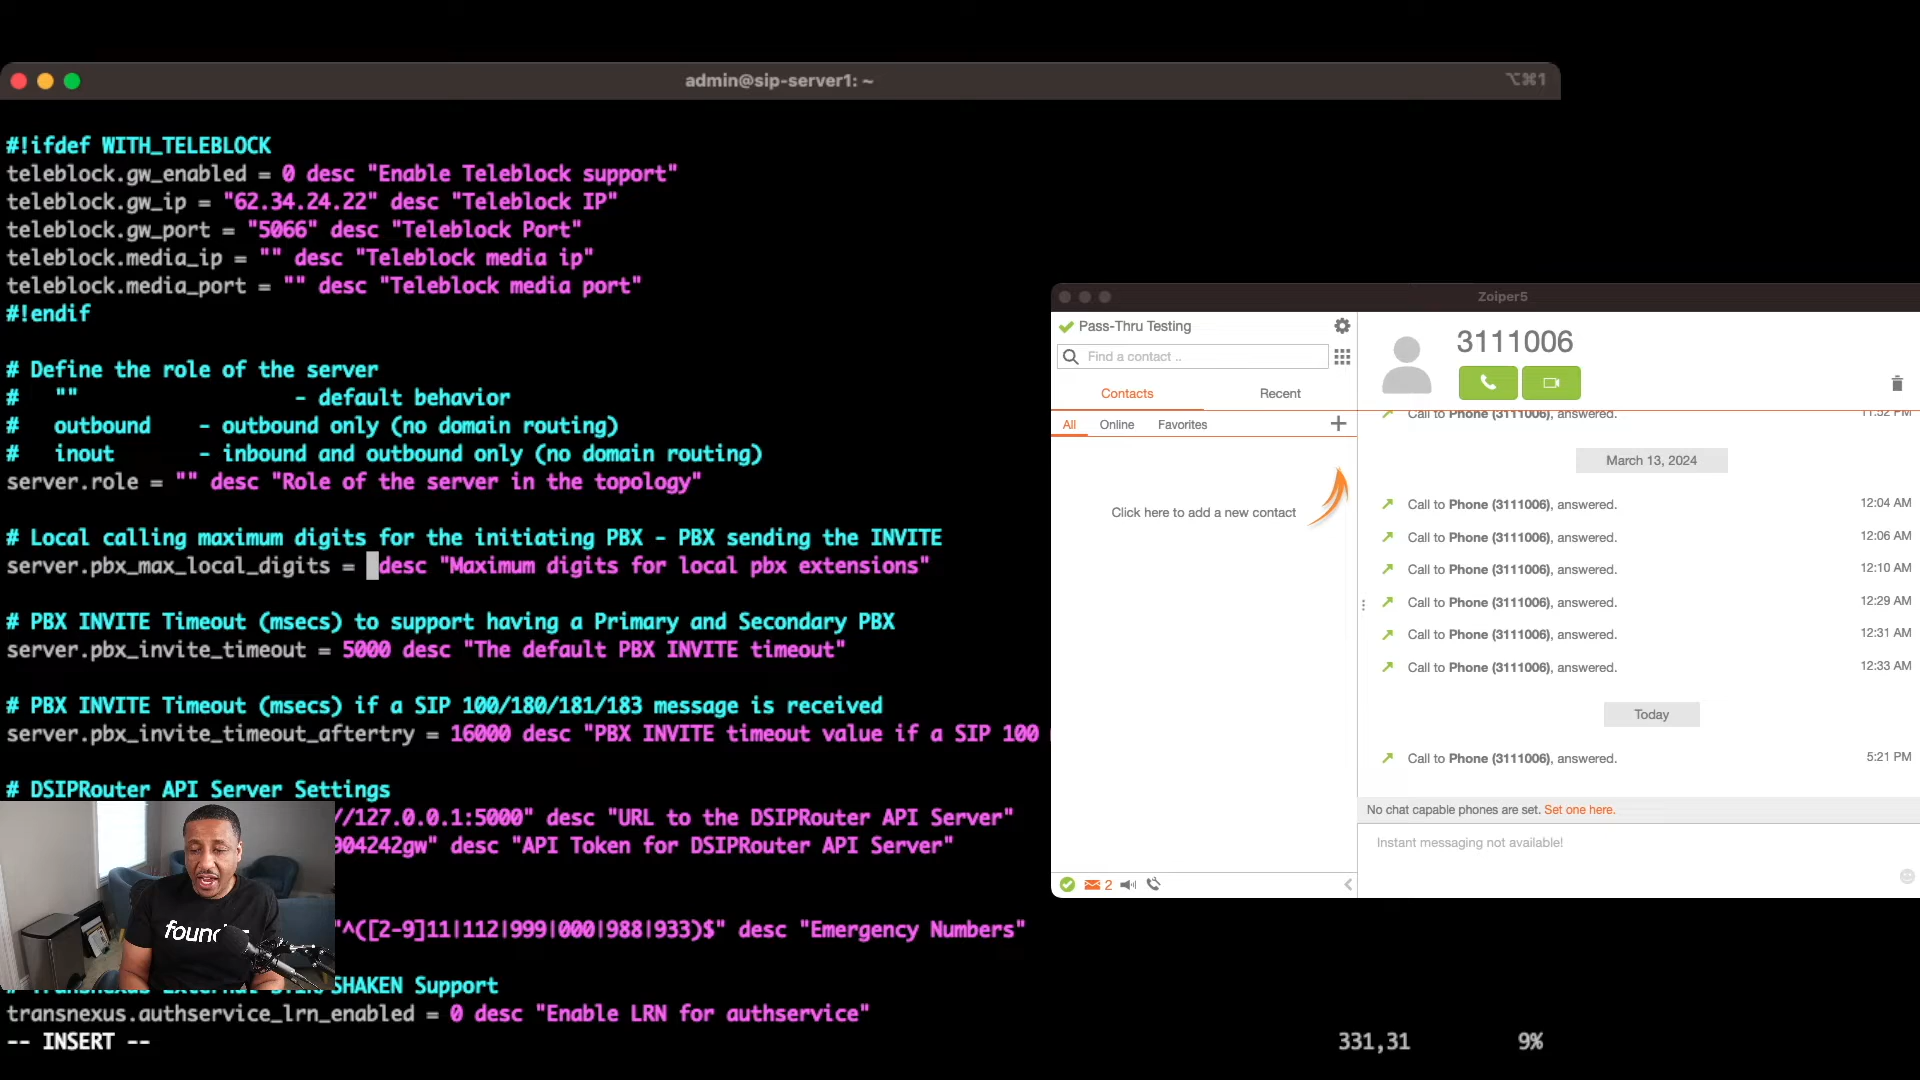 admin@sip-server1: ~
⌥⌘1
#!ifdef WITH_TELEBLOCK
teleblock.gw_enabled = 0 desc "Enable Teleblock support"
teleblock.gw_ip = "62.34.24.22" desc "Teleblock IP"
teleblock.gw_port = "5066" desc "Teleblock Port"
teleblock.media_ip = "" desc "Teleblock media ip"
teleblock.media_port = "" desc "Teleblock media port"
#!endif
# Define the role of the server
# "" - default behavior
# outbound - outbound only (no domain routing)
# inout - inbound and outbound only (no domain routing)
server.role = "" desc "Role of the server in the topology"
# Local calling maximum digits for the initiating PBX - PBX sending the INVITE
server.pbx_max_local_digits = desc "Maximum digits for local pbx extensions"
# PBX INVITE Timeout (msecs) to support having a Primary and Secondary PBX
server.pbx_invite_timeout = 5000 desc "The default PBX INVITE timeout"
# PBX INVITE Timeout (msecs) if a SIP 100/180/181/183 message is received
server.pbx_invite_timeout_aftertry = 16000 desc "PBX INVITE timeout value if a SIP 100
# DSIPRouter API Server Settings
//127.0.0.1:5000" desc "URL to the DSIPRouter API Server"
904242gw" desc "API Token for DSIPRouter API Server"
"^([2-9]11|112|999|000|988|933)$" desc "Emergency Numbers"
SHAKEN Support
transnexus.authservice_lrn_enabled = 0 desc "Enable LRN for authservice"
-- INSERT --
331,31
9%
Zoiper5
Pass-Thru Testing
Find a contact ..
Contacts
Recent
All
Online
Favorites
Click here to add a new contact
2
3111006
Call to Phone (3111006), answered.
11:52 PM
March 13, 2024
Call to Phone (3111006), answered.
12:04 AM
Call to Phone (3111006), answered.
12:06 AM
Call to Phone (3111006), answered.
12:10 AM
Call to Phone (3111006), answered.
12:29 AM
Call to Phone (3111006), answered.
12:31 AM
Call to Phone (3111006), answered.
12:33 AM
Today
Call to Phone (3111006), answered.
5:21 PM
No chat capable phones are set. Set one here.
Instant messaging not available!